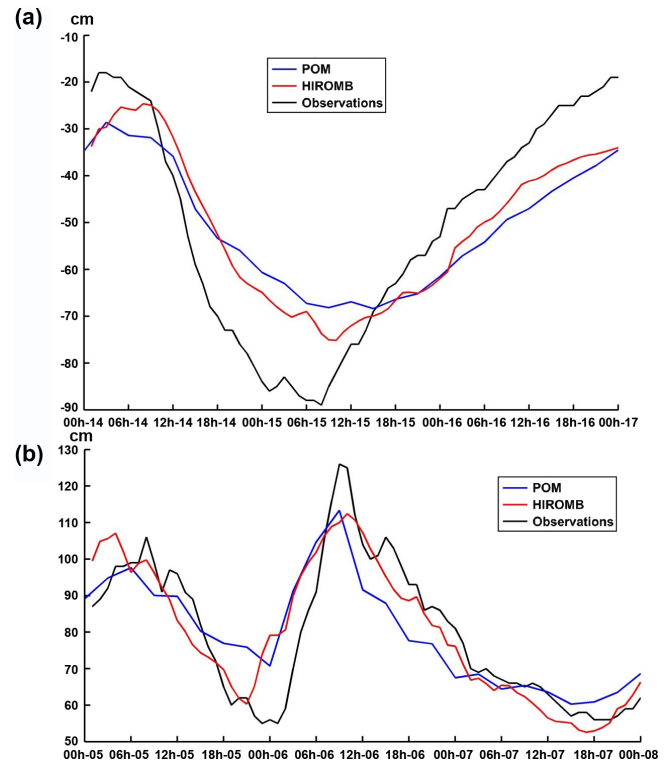 (a)
cm
-10
-20
-30
-40
-50
-60
-70
-80
-90
POM
HIROMB
Observations
00h-14 06h-14 12h-14 18h-14 00h-15 06h-15 12h-15 18h-15 00h-16 06h-16 12h-16 18h-16 00h-17
(b)
cm
130
120
110
100
90
80
70
60
50
POM
HIROMB
Observations
00h-05 06h-05 12h-05 18h-05 00h-06 06h-06 12h-06 18h-06 00h-07 06h-07 12h-07 18h-07 00h-08